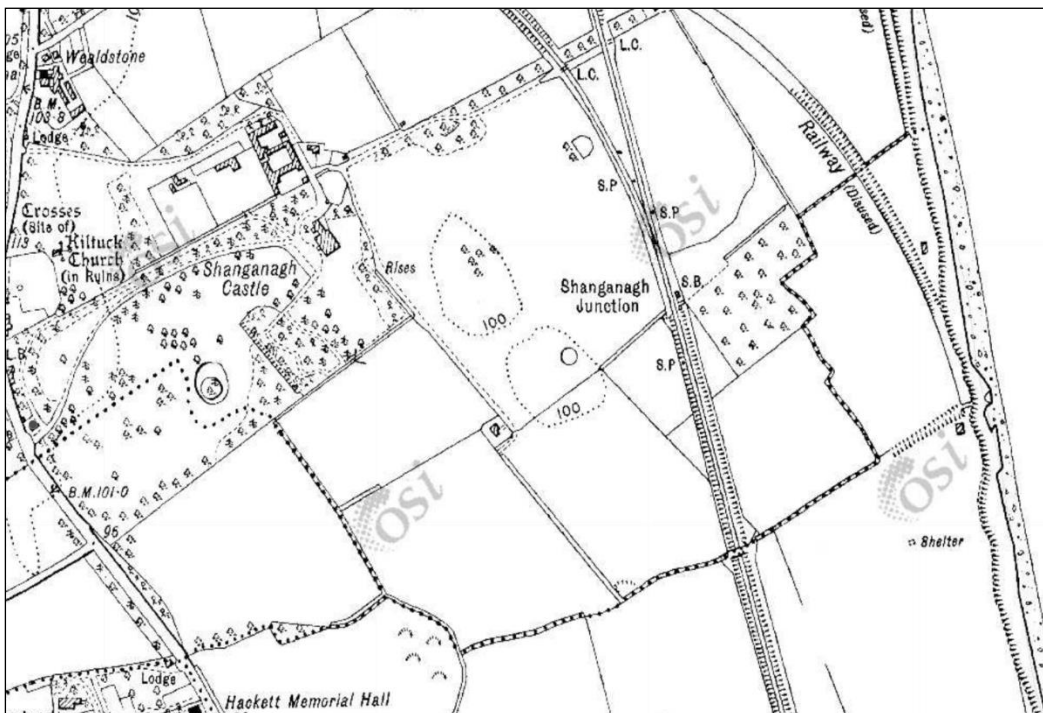 Wealdstone
B.M.
103·8
Lodge
Crosses
(Site of)
113
Kiltuck
Church
(in Ruins)
Shanganagh
Castle
Rises
100
100
L.C.
L.C.
S.P
S.P
S.B.
S.P
Shanganagh
Junction
Railway
(Disused)
L.B
B.M.101·0
96
Lodge
Hackett Memorial Hall
Shelter
osi
osi
osi
osi